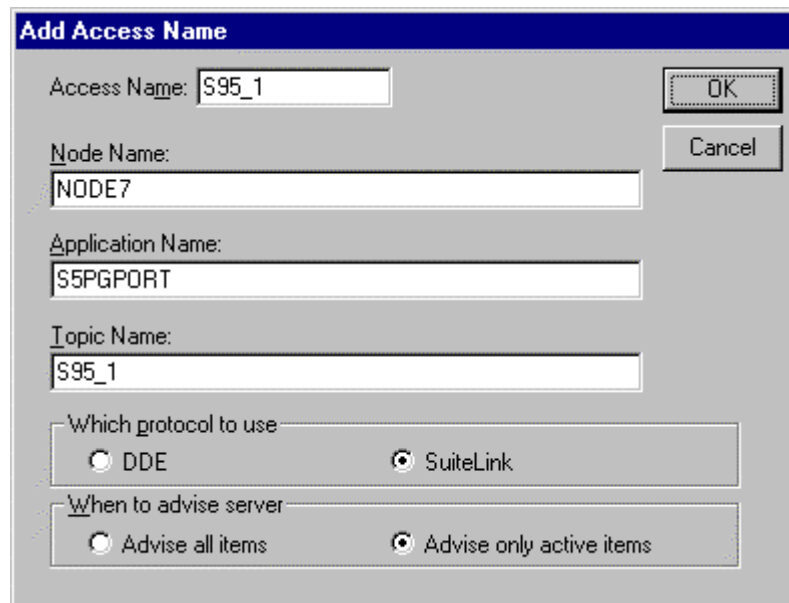 Add Access Name
Access Name: S95_1
OK
Cancel
Node Name:
NODE7
Application Name:
S5PGPORT
Topic Name:
S95_1
Which protocol to use
DDE SuiteLink
When to advise server
Advise all items Advise only active items